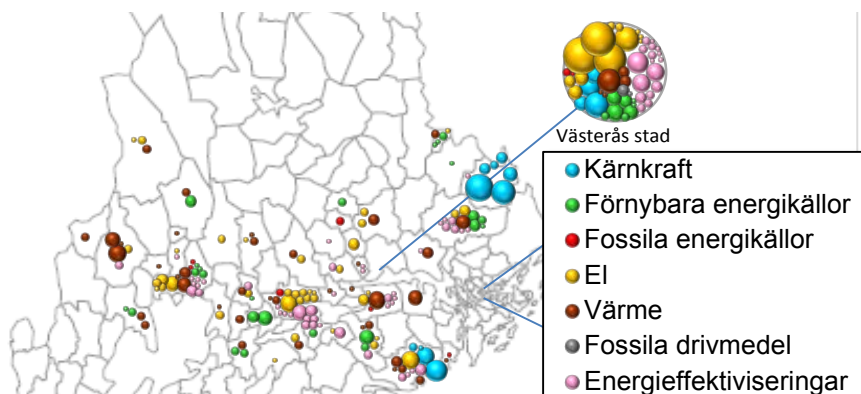 Västerås stad
Kärnkraft
Förnybara energikällor
Fossila energikällor
El
Värme
Fossila drivmedel
Energieffektiviseringar